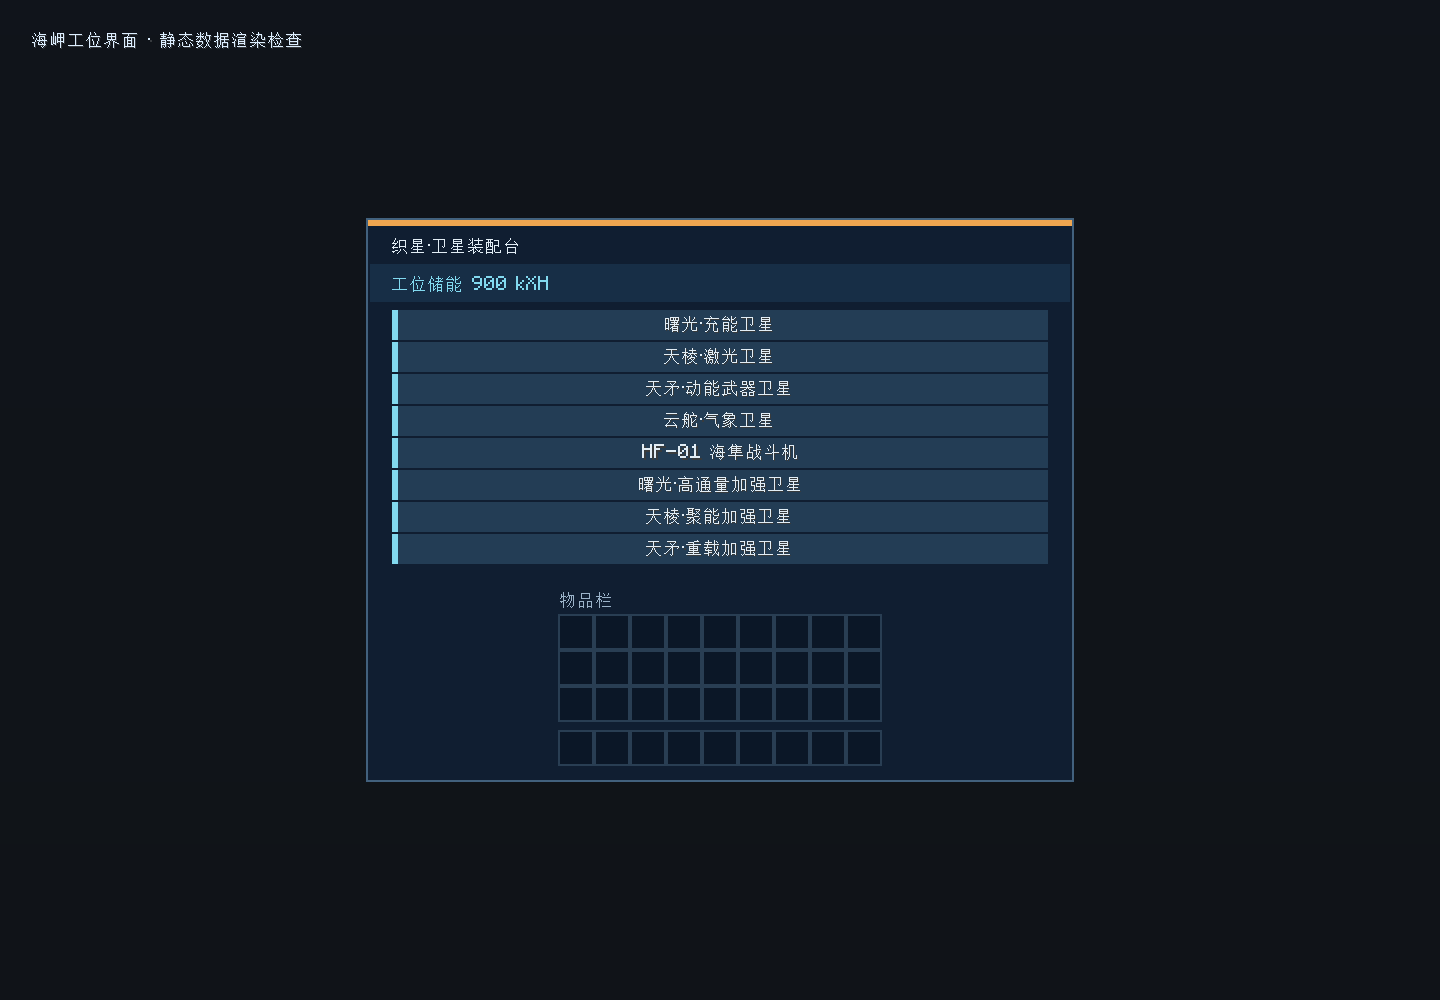 海岬工位界面 · 静态数据渲染检查
织星·卫星装配台
工位储能 900 kXH
曙光·充能卫星
天棱·激光卫星
天矛·动能武器卫星
云舵·气象卫星
HF-01 海隼战斗机
曙光·高通量加强卫星
天棱·聚能加强卫星
天矛·重载加强卫星
物品栏